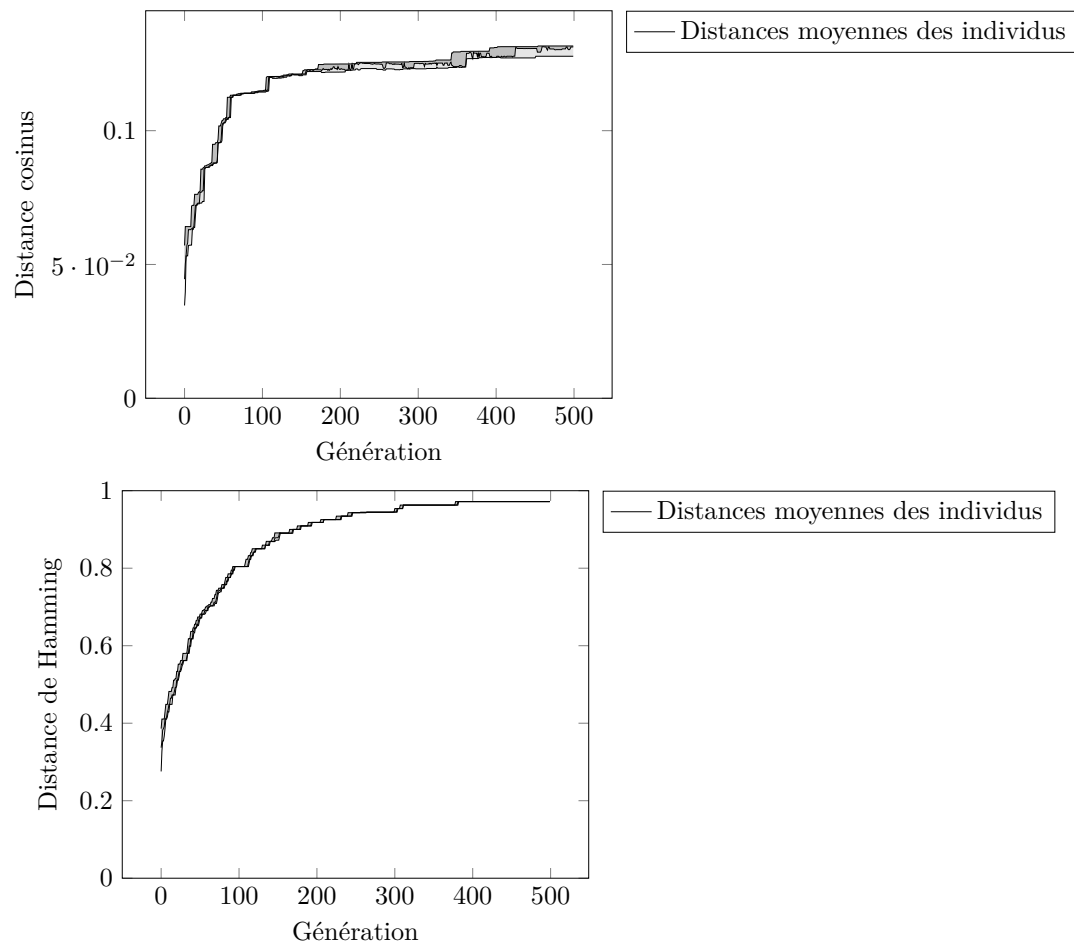 Distances moyennes des individus
Distance cosinus
0.1
5 · 10⁻²
0
0 100 200 300 400 500
Génération
Distances moyennes des individus
Distance de Hamming
1
0.8
0.6
0.4
0.2
0
0 100 200 300 400 500
Génération